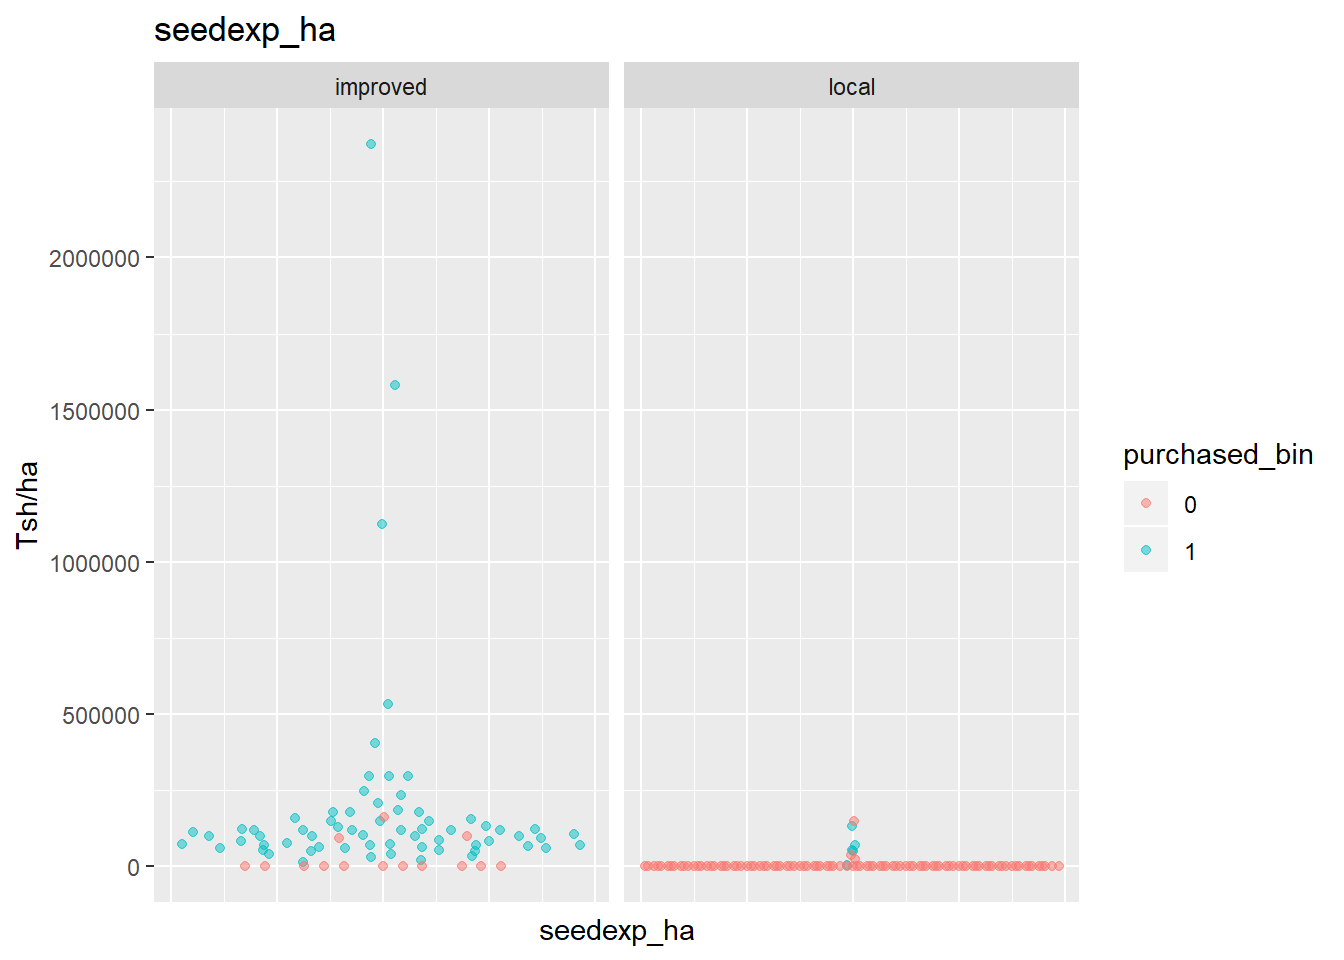 seedexp_ha
improved
local
2000000
1500000
1000000
500000
0
Tsh/ha
seedexp_ha
purchased_bin
0
1